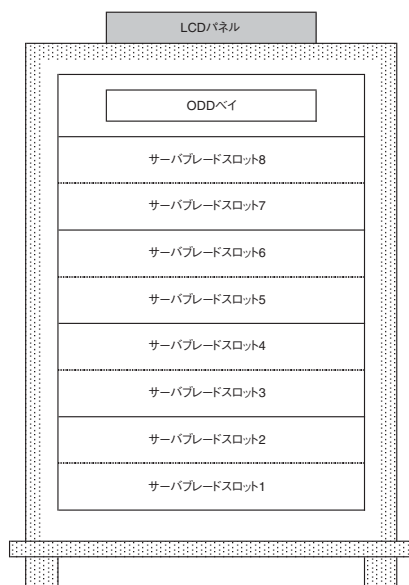 LCDパネル
ODDベイ
サーバブレードスロット8
サーバブレードスロット7
サーバブレードスロット6
サーバブレードスロット5
サーバブレードスロット4
サーバブレードスロット3
サーバブレードスロット2
サーバブレードスロット1